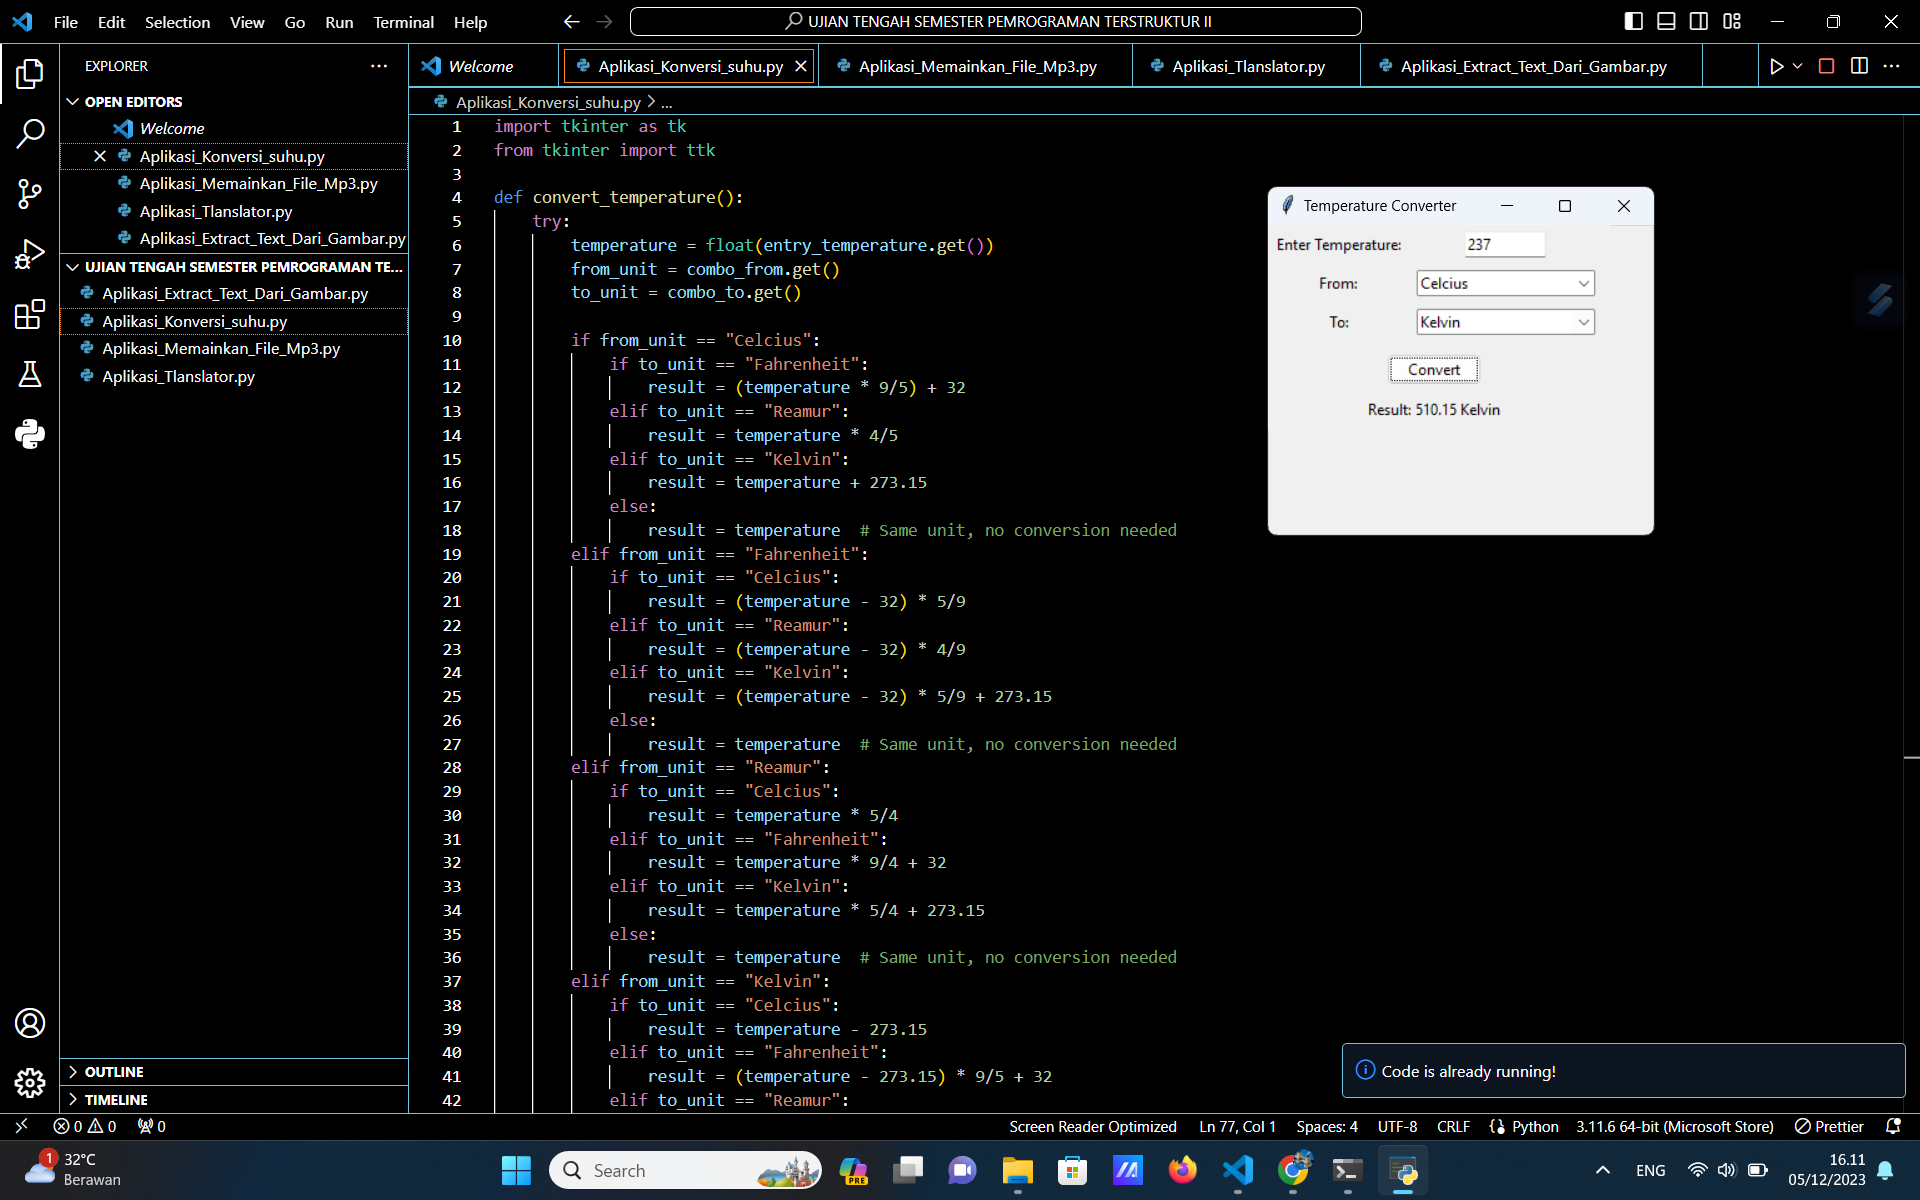 File Edit Selection View Go Run Terminal Help
UJIAN TENGAH SEMESTER PEMROGRAMAN TERSTRUKTUR II
EXPLORER
OPEN EDITORS
Welcome
Aplikasi_Konversi_suhu.py
Aplikasi_Memainkan_File_Mp3.py
Aplikasi_Tlanslator.py
Aplikasi_Extract_Text_Dari_Gambar.py
UJIAN TENGAH SEMESTER PEMROGRAMAN TE...
Aplikasi_Extract_Text_Dari_Gambar.py
Aplikasi_Konversi_suhu.py
Aplikasi_Memainkan_File_Mp3.py
Aplikasi_Tlanslator.py
OUTLINE
TIMELINE
Welcome Aplikasi_Konversi_suhu.py Aplikasi_Memainkan_File_Mp3.py Aplikasi_Tlanslator.py Aplikasi_Extract_Text_Dari_Gambar.py
Aplikasi_Konversi_suhu.py > ...
1 import tkinter as tk
2 from tkinter import ttk
3
4 def convert_temperature():
5 try:
6 temperature = float(entry_temperature.get())
7 from_unit = combo_from.get()
8 to_unit = combo_to.get()
9
10 if from_unit == "Celcius":
11 if to_unit == "Fahrenheit":
12 result = (temperature * 9/5) + 32
13 elif to_unit == "Reamur":
14 result = temperature * 4/5
15 elif to_unit == "Kelvin":
16 result = temperature + 273.15
17 else:
18 result = temperature # Same unit, no conversion needed
19 elif from_unit == "Fahrenheit":
20 if to_unit == "Celcius":
21 result = (temperature - 32) * 5/9
22 elif to_unit == "Reamur":
23 result = (temperature - 32) * 4/9
24 elif to_unit == "Kelvin":
25 result = (temperature - 32) * 5/9 + 273.15
26 else:
27 result = temperature # Same unit, no conversion needed
28 elif from_unit == "Reamur":
29 if to_unit == "Celcius":
30 result = temperature * 5/4
31 elif to_unit == "Fahrenheit":
32 result = temperature * 9/4 + 32
33 elif to_unit == "Kelvin":
34 result = temperature * 5/4 + 273.15
35 else:
36 result = temperature # Same unit, no conversion needed
37 elif from_unit == "Kelvin":
38 if to_unit == "Celcius":
39 result = temperature - 273.15
40 elif to_unit == "Fahrenheit":
41 result = (temperature - 273.15) * 9/5 + 32
42 elif to_unit == "Reamur":
Temperature Converter
Enter Temperature: 237
From: Celcius
To: Kelvin
Convert
Result: 510.15 Kelvin
Code is already running!
0 0 0 Screen Reader Optimized Ln 77, Col 1 Spaces: 4 UTF-8 CRLF Python 3.11.6 64-bit (Microsoft Store) Prettier
1
32°C
Berawan
Search
PRE
ENG
16.11
05/12/2023